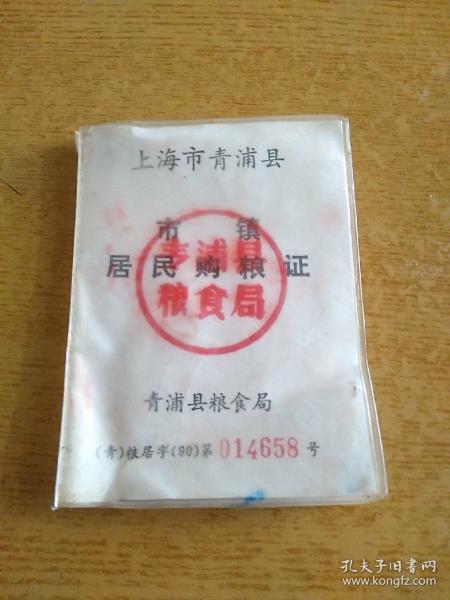 上海市青浦县
市镇
居民购粮证
青浦县
粮食局
青浦县粮食局
(青)粮居字(90)第014658号
孔夫子旧书网
www.kongfz.com